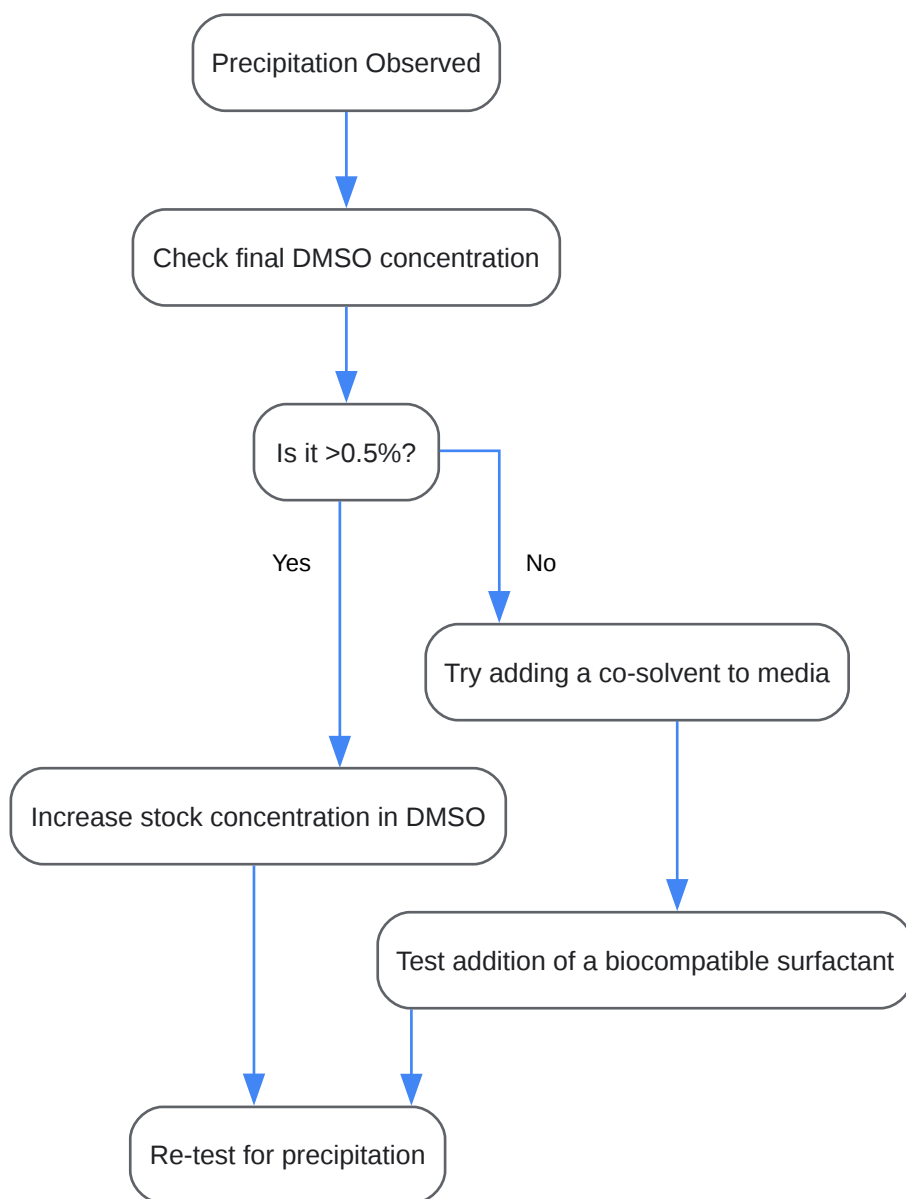 Precipitation Observed
Check final DMSO concentration
Is it >0.5%?
Yes
No
Try adding a co-solvent to media
Increase stock concentration in DMSO
Test addition of a biocompatible surfactant
Re-test for precipitation